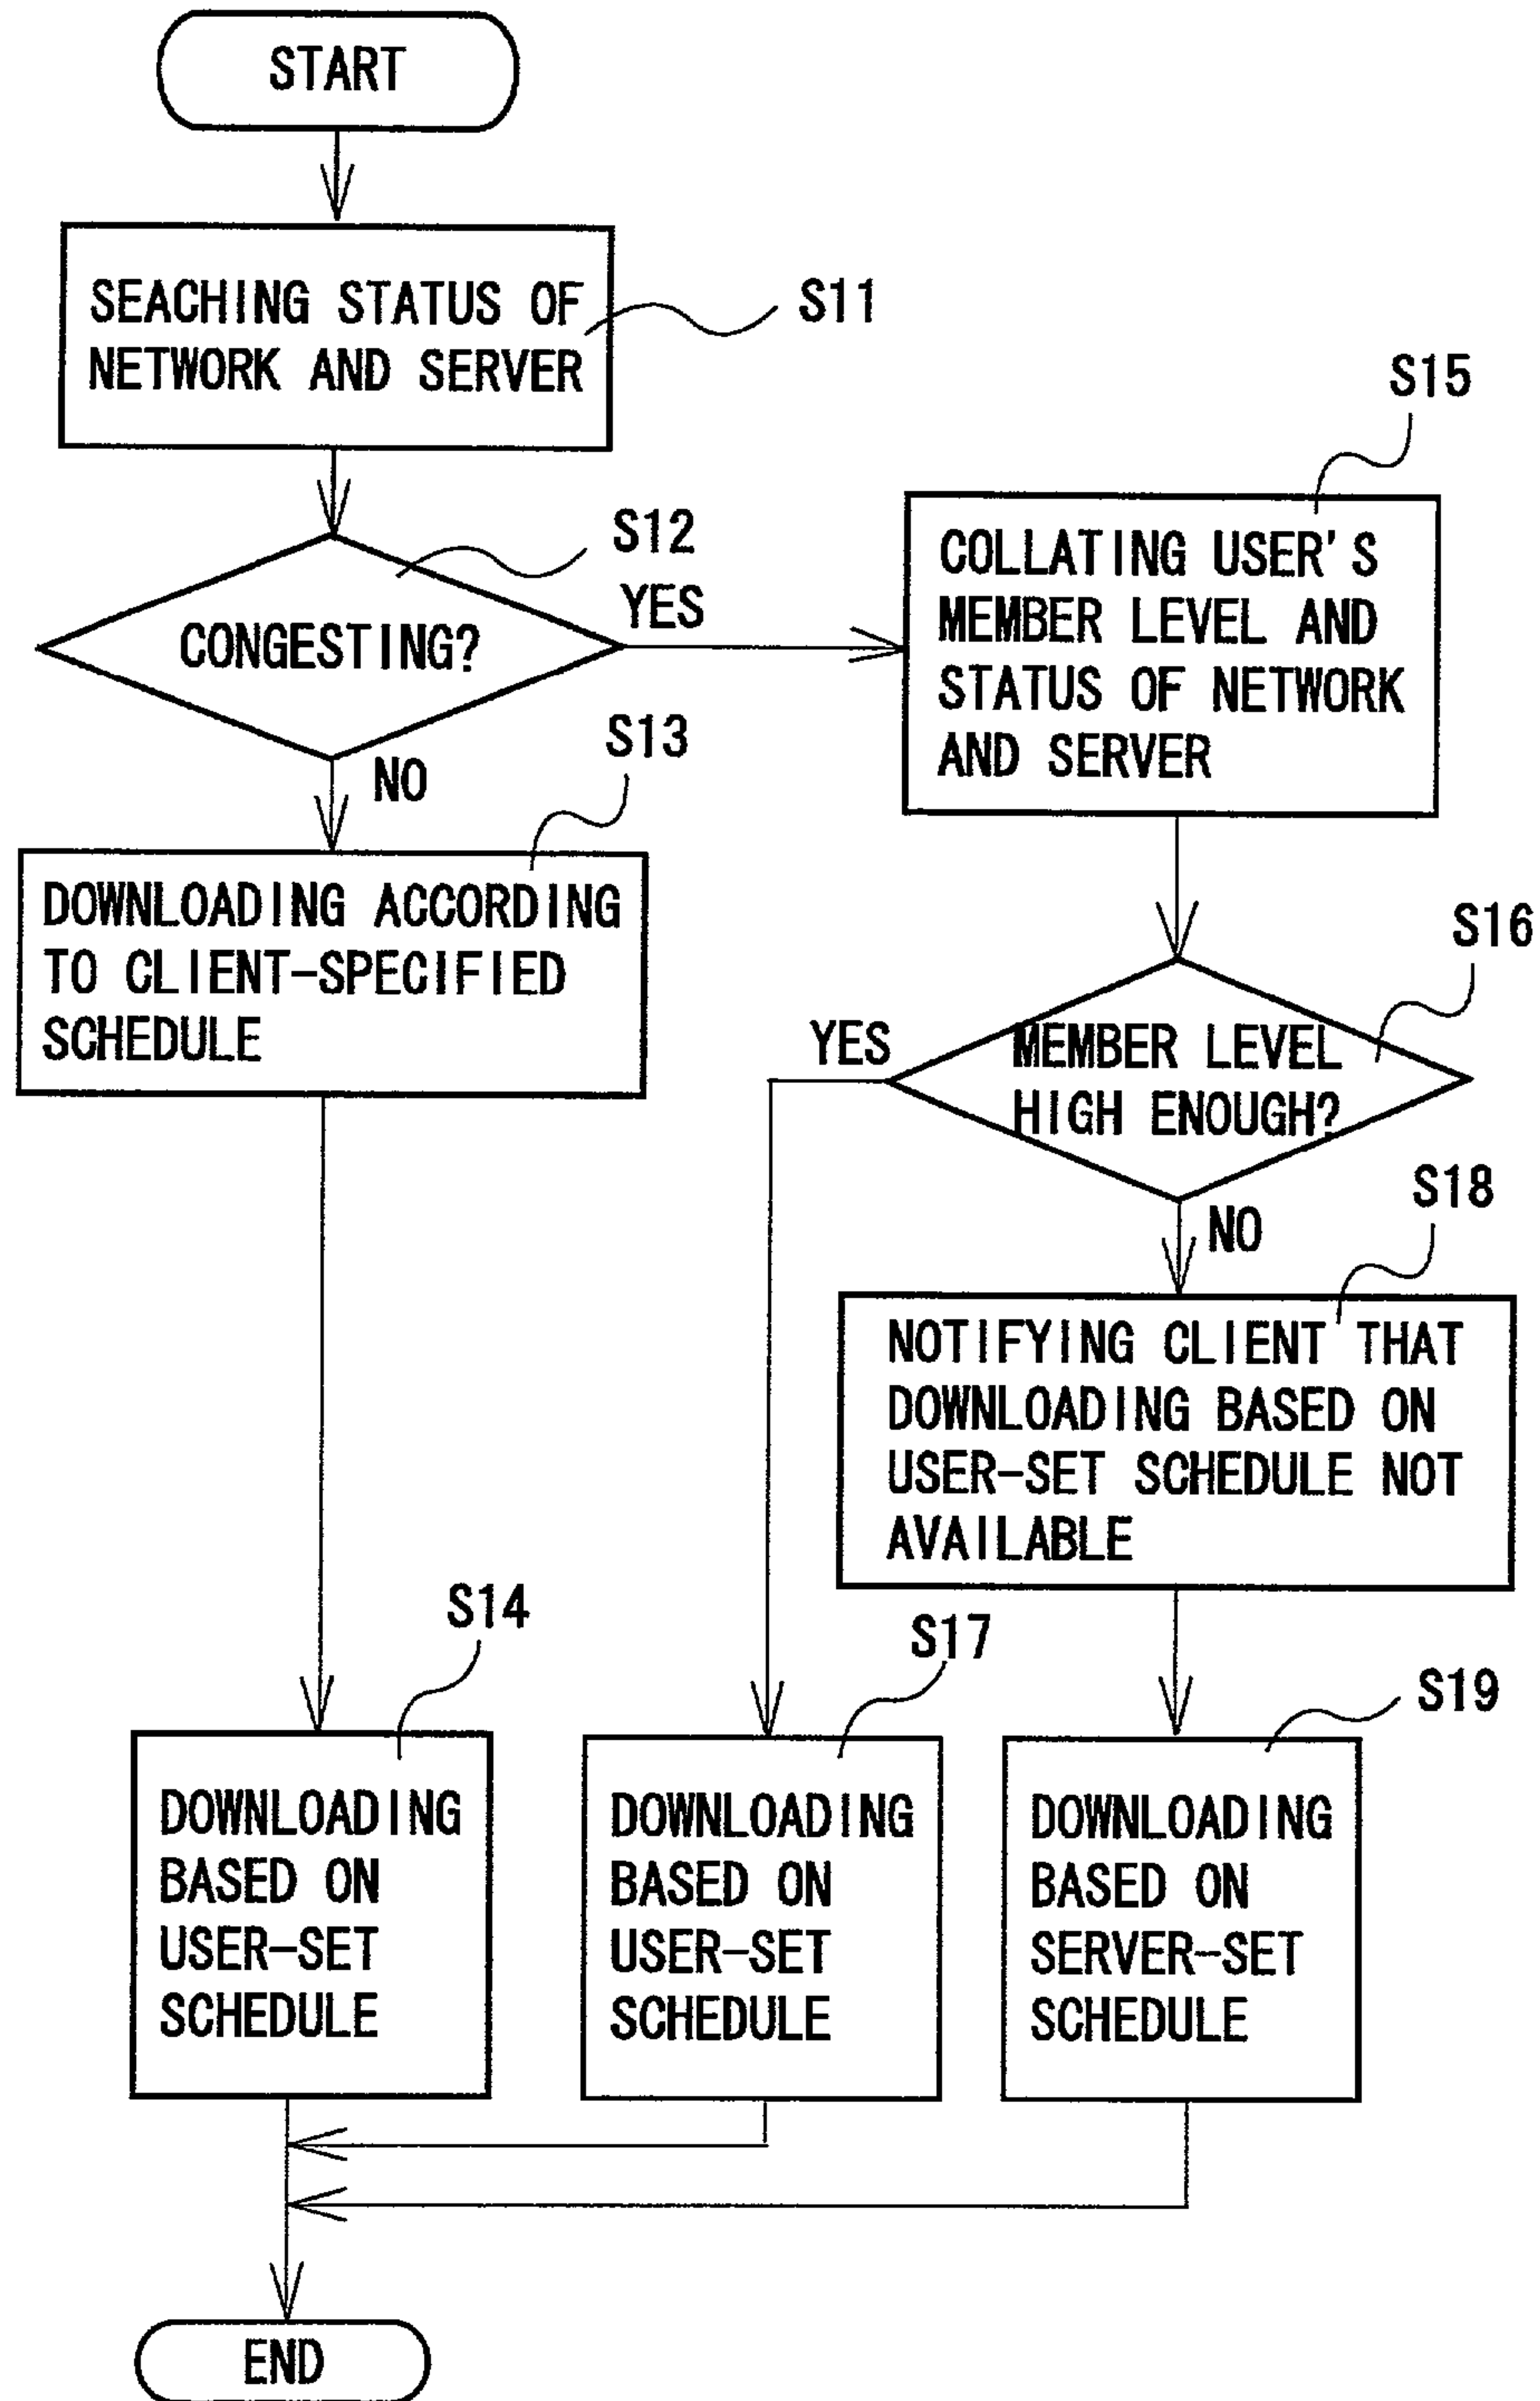 START
SEACHING STATUS OF
NETWORK AND SERVER
S11
S12
CONGESTING?
YES
NO
S13
DOWNLOADING ACCORDING
TO CLIENT-SPECIFIED
SCHEDULE
S15
COLLATING USER'S
MEMBER LEVEL AND
STATUS OF NETWORK
AND SERVER
S16
MEMBER LEVEL
HIGH ENOUGH?
YES
NO
S18
NOTIFYING CLIENT THAT
DOWNLOADING BASED ON
USER-SET SCHEDULE NOT
AVAILABLE
S14
DOWNLOADING
BASED ON
USER-SET
SCHEDULE
S17
DOWNLOADING
BASED ON
USER-SET
SCHEDULE
S19
DOWNLOADING
BASED ON
SERVER-SET
SCHEDULE
END